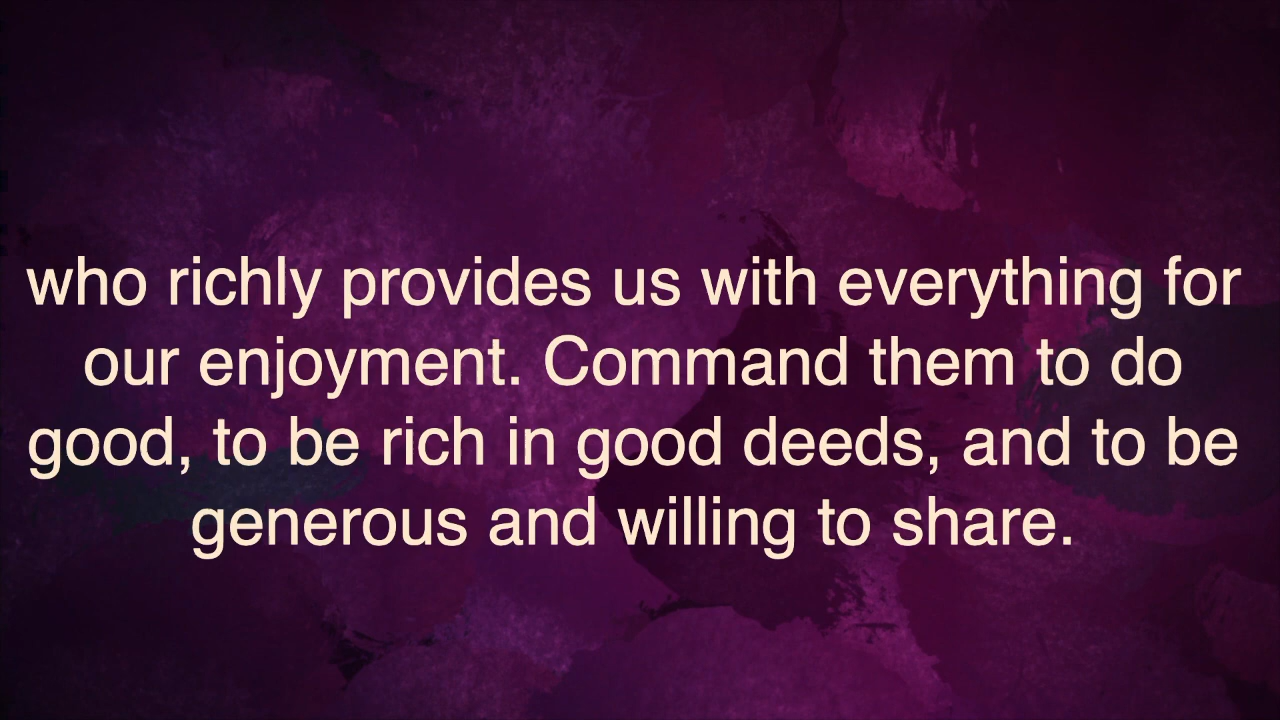 who richly provides us with everything for
our enjoyment. Command them to do
good, to be rich in good deeds, and to be
generous and willing to share.